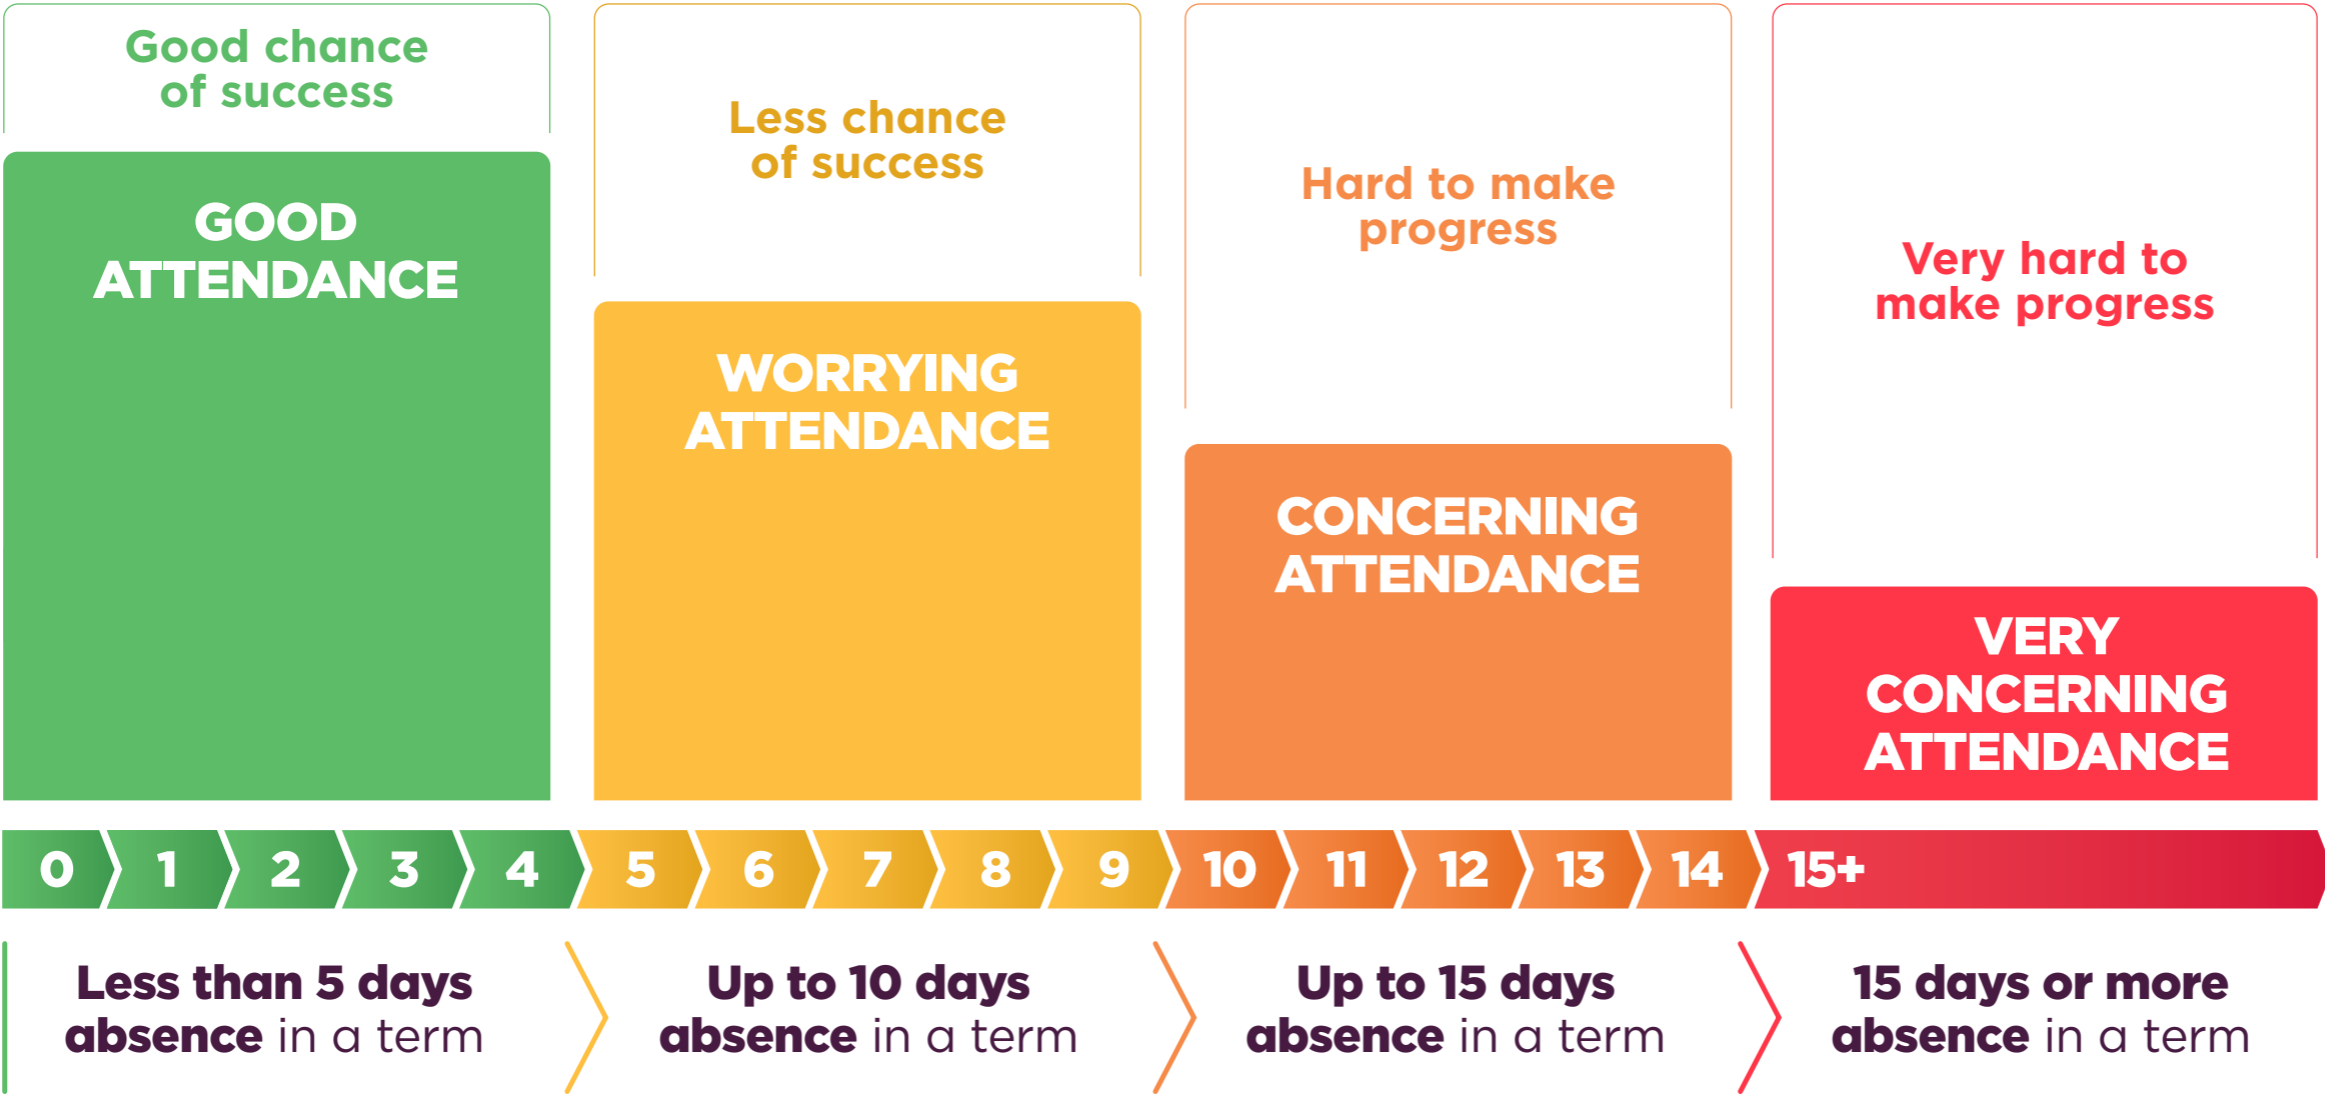 Good chance
of success
GOOD
ATTENDANCE
Less chance
of success
WORRYING
ATTENDANCE
Hard to make
progress
CONCERNING
ATTENDANCE
Very hard to
make progress
VERY
CONCERNING
ATTENDANCE
0 1 2 3 4 5 6 7 8 9 10 11 12 13 14 15+
Less than 5 days
absence in a term
Up to 10 days
absence in a term
Up to 15 days
absence in a term
15 days or more
absence in a term